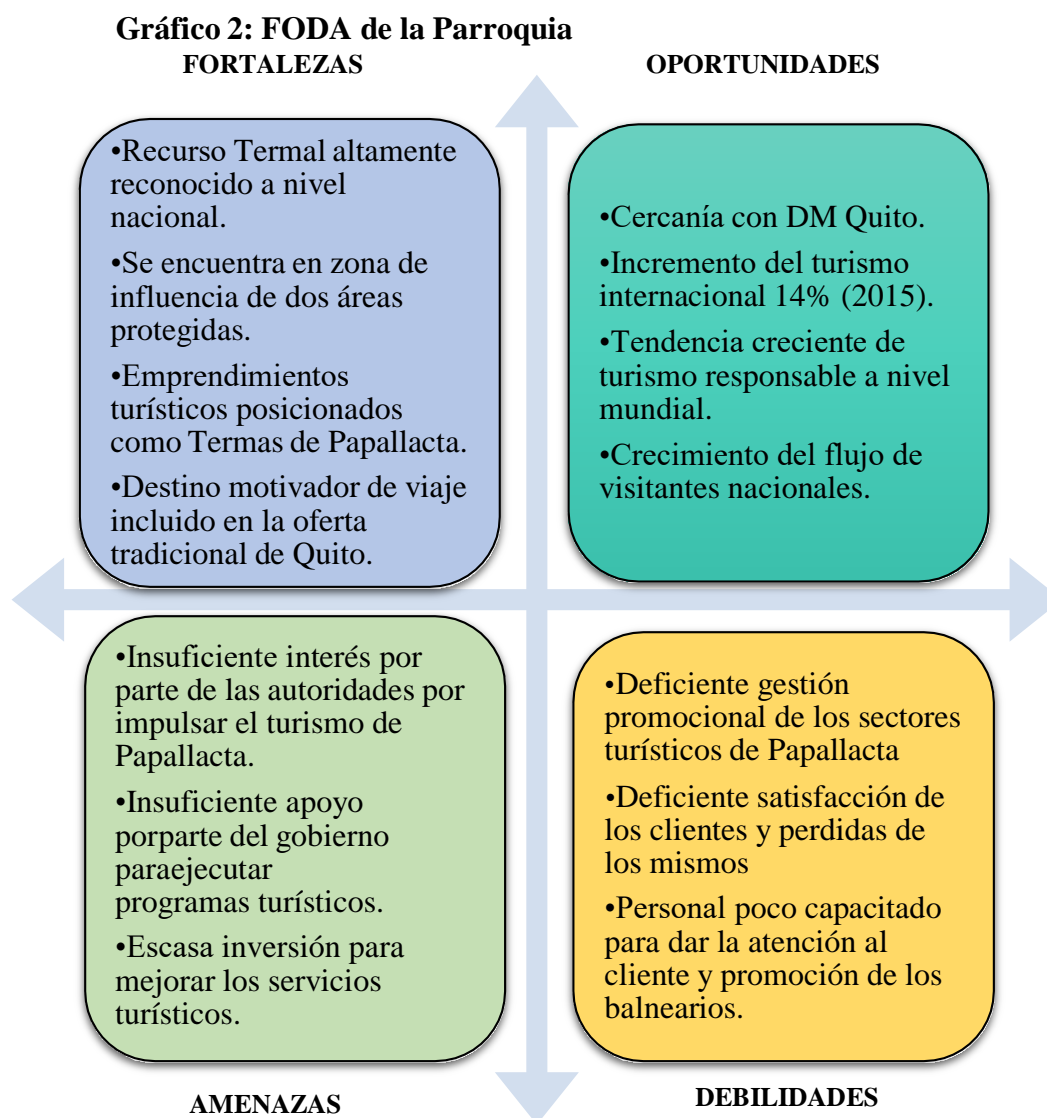 Gráfico 2: FODA de la Parroquia
FORTALEZAS
•Recurso Termal altamente
reconocido a nivel
nacional.
•Se encuentra en zona de
influencia de dos áreas
protegidas.
•Emprendimientos
turísticos posicionados
como Termas de Papallacta.
•Destino motivador de viaje
incluido en la oferta
tradicional de Quito.
OPORTUNIDADES
•Cercanía con DM Quito.
•Incremento del turismo
internacional 14% (2015).
•Tendencia creciente de
turismo responsable a nivel
mundial.
•Crecimiento del flujo de
visitantes nacionales.
•Insuficiente interés por
parte de las autoridades por
impulsar el turismo de
Papallacta.
•Insuficiente apoyo
porparte del gobierno
paraejecutar
programas turísticos.
•Escasa inversión para
mejorar los servicios
turísticos.
AMENAZAS
•Deficiente gestión
promocional de los sectores
turísticos de Papallacta
•Deficiente satisfacción de
los clientes y perdidas de
los mismos
•Personal poco capacitado
para dar la atención al
cliente y promoción de los
balnearios.
DEBILIDADES